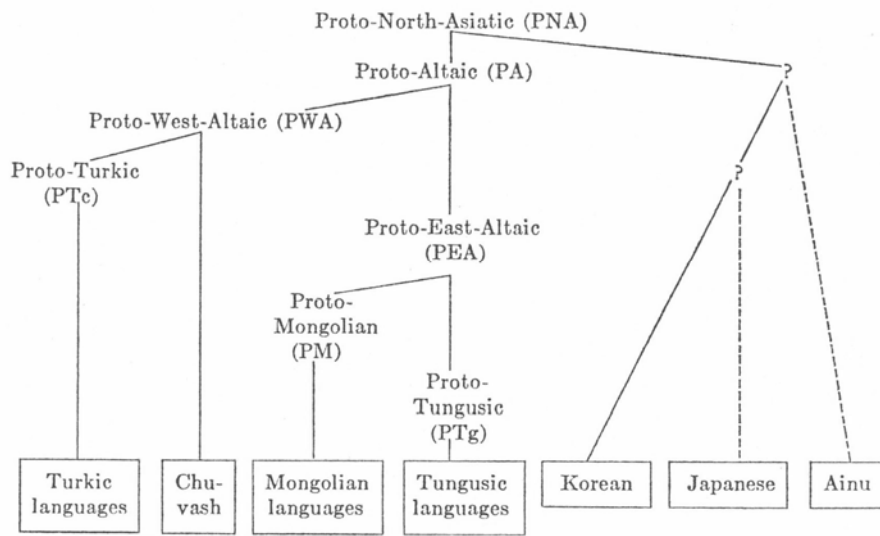 Proto-North-Asiatic (PNA)
Proto-Altaic (PA)
?
Proto-West-Altaic (PWA)
Proto-Turkic
(PTc)
?
Proto-East-Altaic
(PEA)
Proto-
Mongolian
(PM)
Proto-
Tungusic
(PTg)
Turkic
languages
Chu-
vash
Mongolian
languages
Tungusic
languages
Korean
Japanese
Ainu